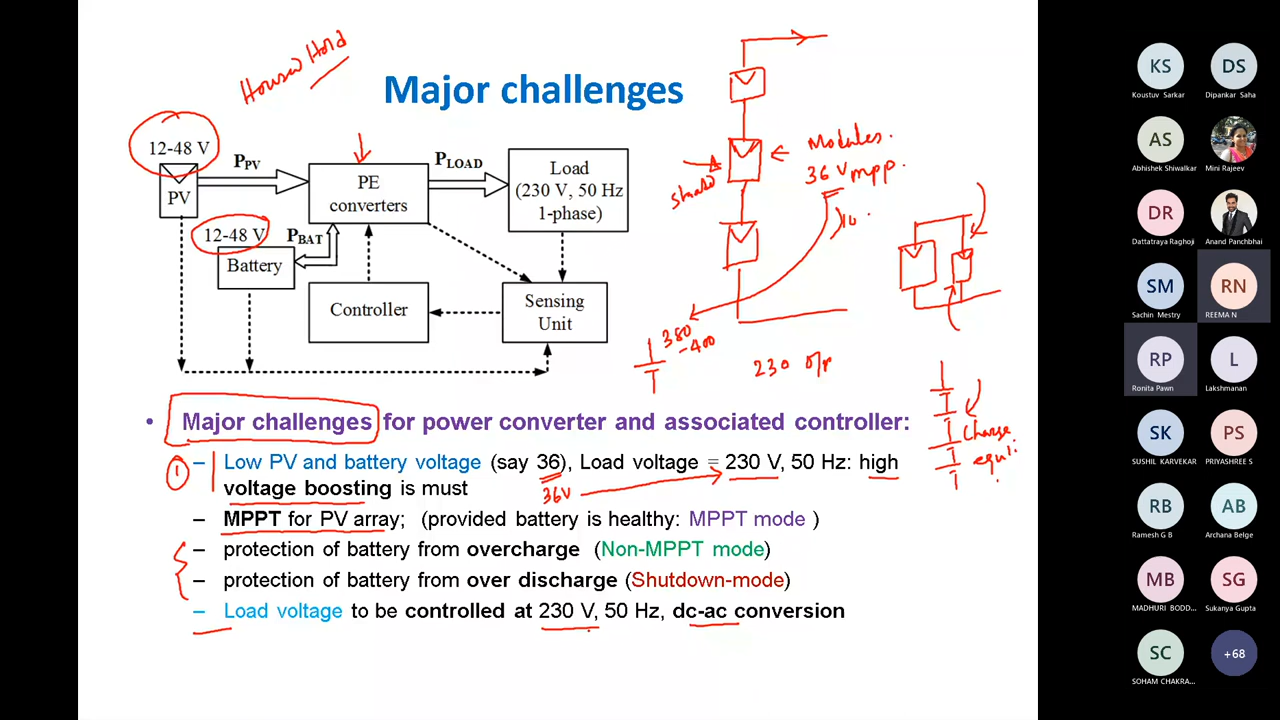 House Hold
Major challenges
12-48 V
P_PV
PV
PE
converters
P_LOAD
Load
(230 V, 50 Hz
1-phase)
12-48 V
P_BAT
Battery
Controller
Sensing
Unit
Modules.
36 Vmpp.
380
-400
230 o/p
Charge
equi.
• Major challenges for power converter and associated controller:
① – Low PV and battery voltage (say 36), Load voltage = 230 V, 50 Hz: high
voltage boosting is must
36V
– MPPT for PV array; (provided battery is healthy: MPPT mode )
– protection of battery from overcharge (Non-MPPT mode)
– protection of battery from over discharge (Shutdown-mode)
– Load voltage to be controlled at 230 V, 50 Hz, dc-ac conversion
KS
Koustuv Sarkar
DS
Dipankar Saha
AS
Abhishek Shiwalkar
Mini Rajeev
DR
Dattatraya Raghoji
Anand Panchbhai
SM
Sachin Mestry
RN
REEMA N
RP
Ronita Pawn
L
Lakshmanan
SK
SUSHIL KARVEKAR
PS
PRIYASHREE S
RB
Ramesh G B
AB
Archana Belge
MB
MADHURI BODD...
SG
Sukanya Gupta
SC
SOHAM CHAKRA...
+68